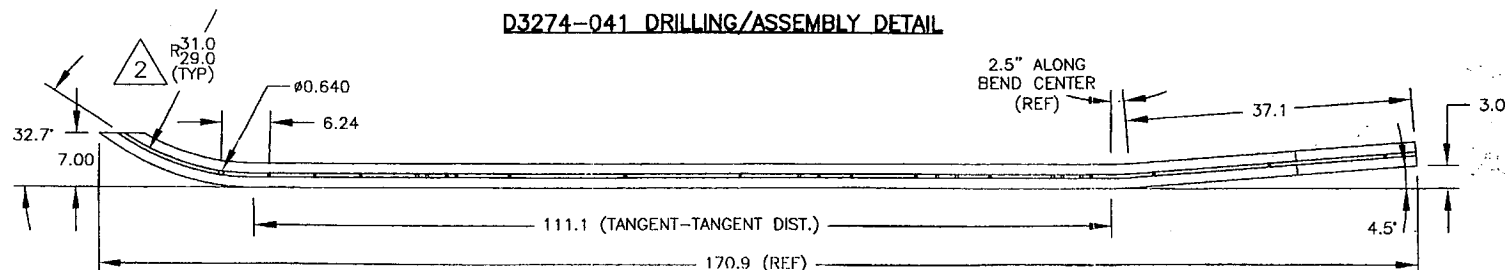 D3274-041 DRILLING/ASSEMBLY DETAIL
2
R31.0
29.0
(TYP)
ø0.640
2.5" ALONG
BEND CENTER
(REF)
37.1
3.0
32.7°
6.24
7.00
111.1 (TANGENT-TANGENT DIST.)
4.5°
170.9 (REF)